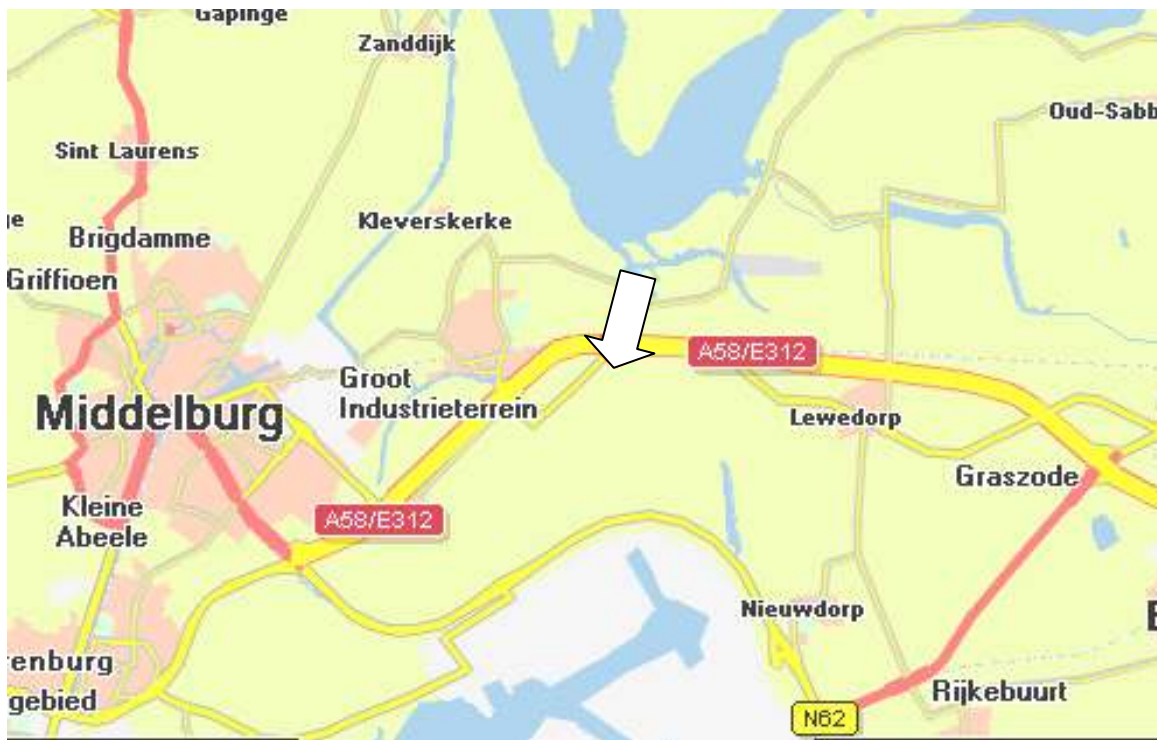 Gapinge
Zanddijk
Oud-Sabb
Sint Laurens
Kleverskerke
Brigdamme
Griffioen
A58/E312
Groot
Industrieterrein
Middelburg
Lewedorp
Graszode
Kleine
Abeele
A58/E312
Nieuwdorp
enburg
gebied
Rijkebuurt
N62